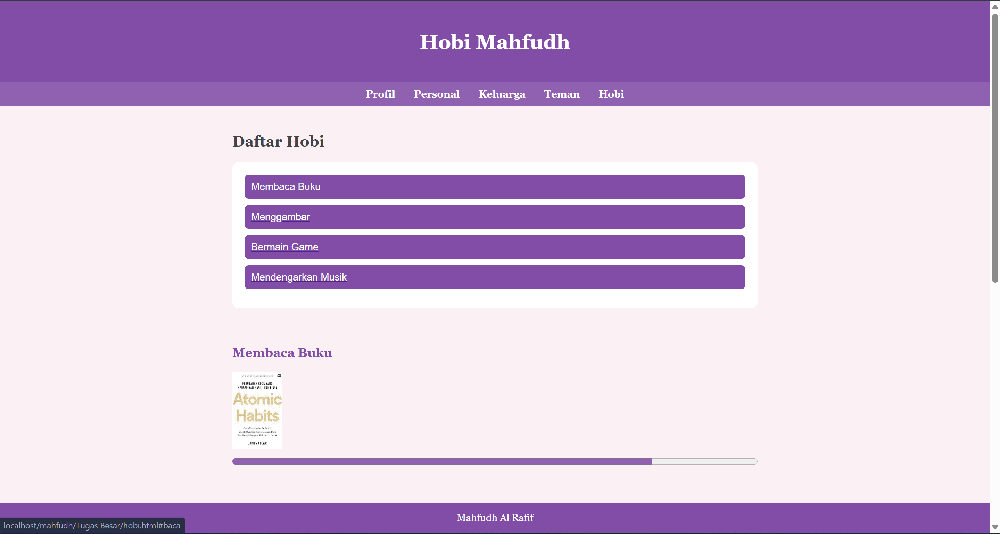 Hobi Mahfudh
Profil Personal Keluarga Teman Hobi
Daftar Hobi
Membaca Buku
Menggambar
Bermain Game
Mendengarkan Musik
Membaca Buku
NEW YORK TIMES BESTSELLER
PERUBAHAN KECIL YANG
MEMBERIKAN HASIL LUAR BIASA
Atomic
Habits
Cara Mudah dan Terbukti
untuk Membentuk Kebiasaan Baik
dan Menghilangkan Kebiasaan Buruk
JAMES CLEAR
Mahfudh Al Rafif
localhost/mahfudh/Tugas Besar/hobi.html#baca